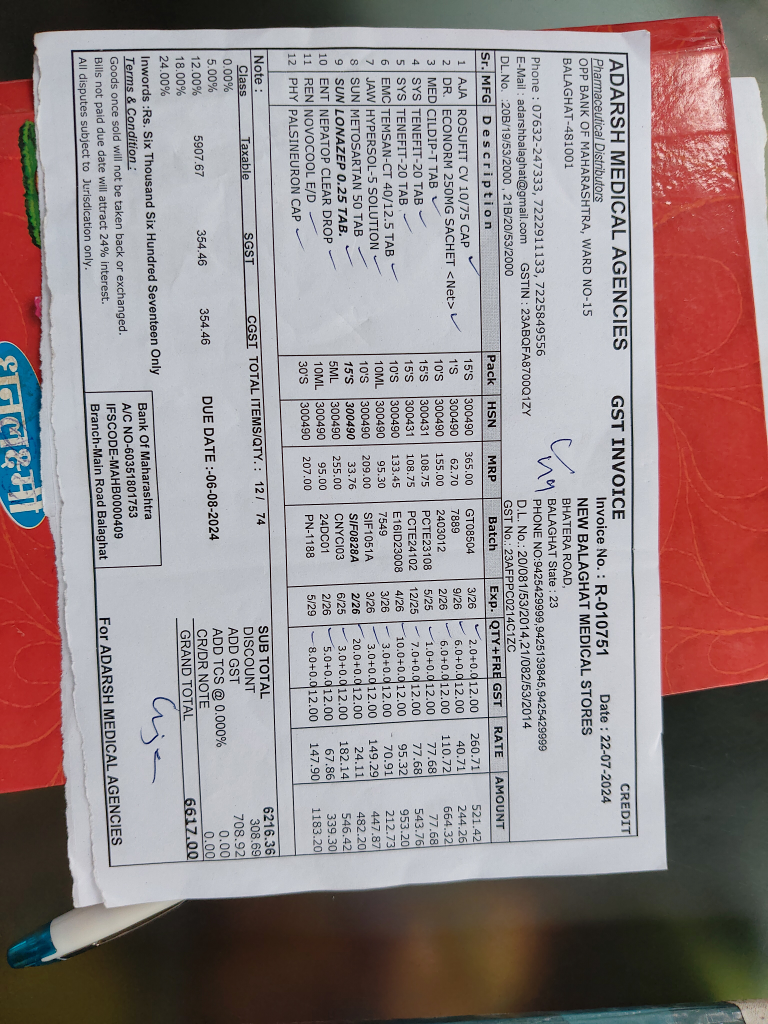 ADARSH MEDICAL AGENCIES
Pharmaceutical Distributors
OPP BANK OF MAHARASHTRA, WARD NO-15
BALAGHAT-481001
Phone : 07632-247333, 7222911133, 7225849556
E-Mail : adarshbalaghat@gmail.com GSTIN : 23ABQFA8700Q1ZY
DL.No. .20B/19/53/2000 , 21B/20/53/2000
GST INVOICE
CREDIT
Invoice No. : R-010751 Date : 22-07-2024
NEW BALAGHAT MEDICAL STORES
BHATERA ROAD,
BALAGHAT State : 23
PHONE NO:9425429999,9425139845,9425429999
D.L. No.: 20/081/53/2014,21/082/53/2014
GST No.: 23AFPPC0214C1ZC
Sr. MFG Description Pack HSN MRP Batch Exp. QTY+FRE GST RATE AMOUNT
1 AJA ROSUFIT CV 10/75 CAP 15'S 300490 365.00 GT08504 3/26 2.0+0.0 12.00 260.71 521.42
2 DR. ECONORM 250MG SACHET <Net> 1'S 300490 62.70 7889 9/26 6.0+0.0 12.00 40.71 244.26
3 MED CILDIP-T TAB 10'S 300490 155.00 2403012 2/26 6.0+0.0 12.00 110.72 664.32
4 SYS TENEFIT-20 TAB 15'S 300431 108.75 PCTE23108 5/25 1.0+0.0 12.00 77.68 77.68
5 SYS TENEFIT-20 TAB 15'S 300431 108.75 PCTE24102 12/25 7.0+0.0 12.00 77.68 543.76
6 EMC TEMSAN-CT 40/12.5 TAB 10'S 300490 133.45 E16ID23008 4/26 10.0+0.0 12.00 95.32 953.20
7 JAW HYPERSOL-5 SOLUTION 10ML 300490 95.30 7549 3/26 3.0+0.0 12.00 70.91 212.73
8 SUN METOSARTAN 50 TAB 10'S 300490 209.00 SIF1051A 3/26 3.0+0.0 12.00 149.29 447.87
9 SUN LONAZEP 0.25 TAB. 15'S 300490 33.76 SIF0828A 2/26 20.0+0.0 12.00 24.11 482.20
10 ENT NEPATOP CLEAR DROP 5ML 300490 255.00 CNYCI03 6/25 3.0+0.0 12.00 182.14 546.42
11 REN NOVOCOOL E/D 10ML 300490 95.00 24DC01 2/26 5.0+0.0 12.00 67.86 339.30
12 PHY PALSINEURON CAP 30'S 300490 207.00 PN-1188 5/29 8.0+0.0 12.00 147.90 1183.20
Note :
Class Taxable SGST CGST TOTAL ITEMS/QTY. : 12 / 74
0.00%
5.00%
12.00% 5907.67 354.46 354.46
18.00%
24.00%
DUE DATE :-06-08-2024
SUB TOTAL 6216.36
DISCOUNT 308.69
ADD GST 708.92
ADD TCS @ 0.000% 0.00
CR/DR NOTE 0.00
GRAND TOTAL 6617.00
Inwords :Rs. Six Thousand Six Hundred Seventeen Only
Terms & Condition :
Goods once sold will not be taken back or exchanged.
Bills not paid due date will attract 24% interest.
All disputes subject to Jurisdication only.
Bank Of Maharashtra
A/C NO-60351801753
IFSCODE-MAHB0000409
Branch-Main Road Balaghat
For ADARSH MEDICAL AGENCIES